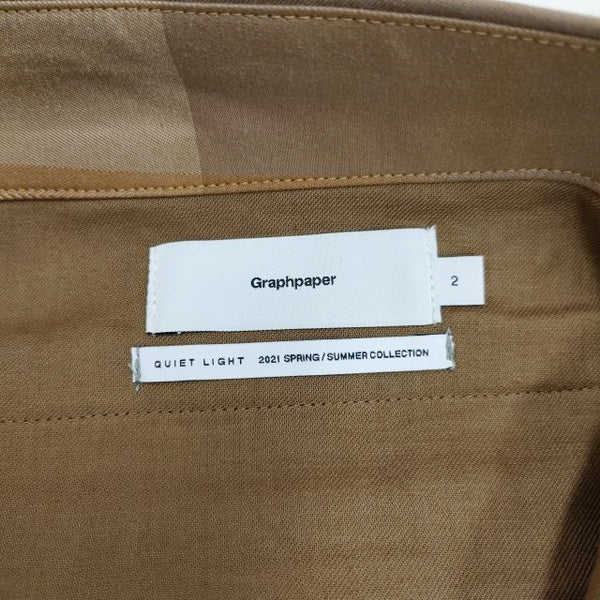 Graphpaper
2
QUIET LIGHT 2021 SPRING/SUMMER COLLECTION